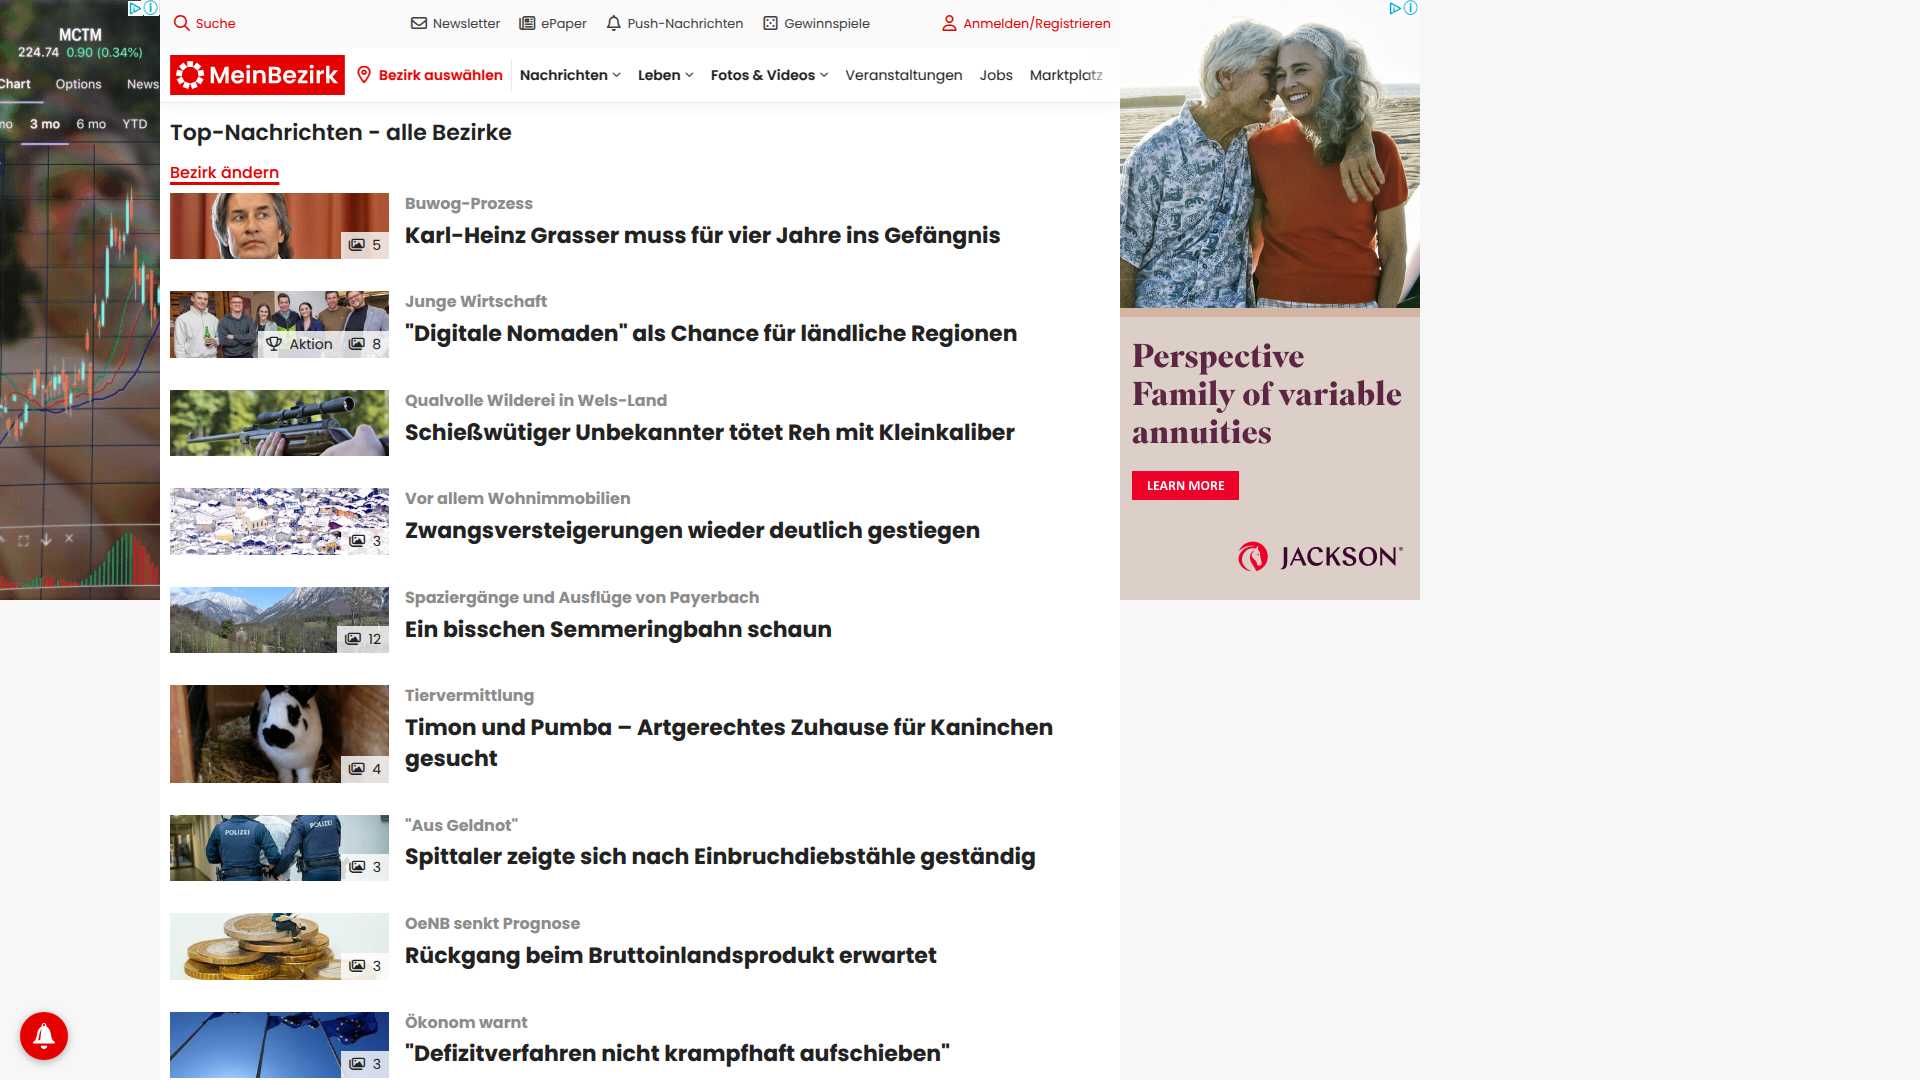 MCTM
224.74 0.90 (0.34%)
Chart Options News
mo 3 mo 6 mo YTD
Suche
Newsletter
ePaper
Push-Nachrichten
Gewinnspiele
Anmelden/Registrieren
MeinBezirk
Bezirk auswählen
Nachrichten
Leben
Fotos & Videos
Veranstaltungen
Jobs
Marktplatz
Top-Nachrichten - alle Bezirke
Bezirk ändern
5
Buwog-Prozess
Karl-Heinz Grasser muss für vier Jahre ins Gefängnis
Aktion 8
Junge Wirtschaft
"Digitale Nomaden" als Chance für ländliche Regionen
Qualvolle Wilderei in Wels-Land
Schießwütiger Unbekannter tötet Reh mit Kleinkaliber
3
Vor allem Wohnimmobilien
Zwangsversteigerungen wieder deutlich gestiegen
12
Spaziergänge und Ausflüge von Payerbach
Ein bisschen Semmeringbahn schaun
4
Tiervermittlung
Timon und Pumba – Artgerechtes Zuhause für Kaninchen
gesucht
POLIZEI POLIZEI
3
"Aus Geldnot"
Spittaler zeigte sich nach Einbruchdiebstähle geständig
3
OeNB senkt Prognose
Rückgang beim Bruttoinlandsprodukt erwartet
3
Ökonom warnt
"Defizitverfahren nicht krampfhaft aufschieben"
Perspective
Family of variable
annuities
LEARN MORE
JACKSON®